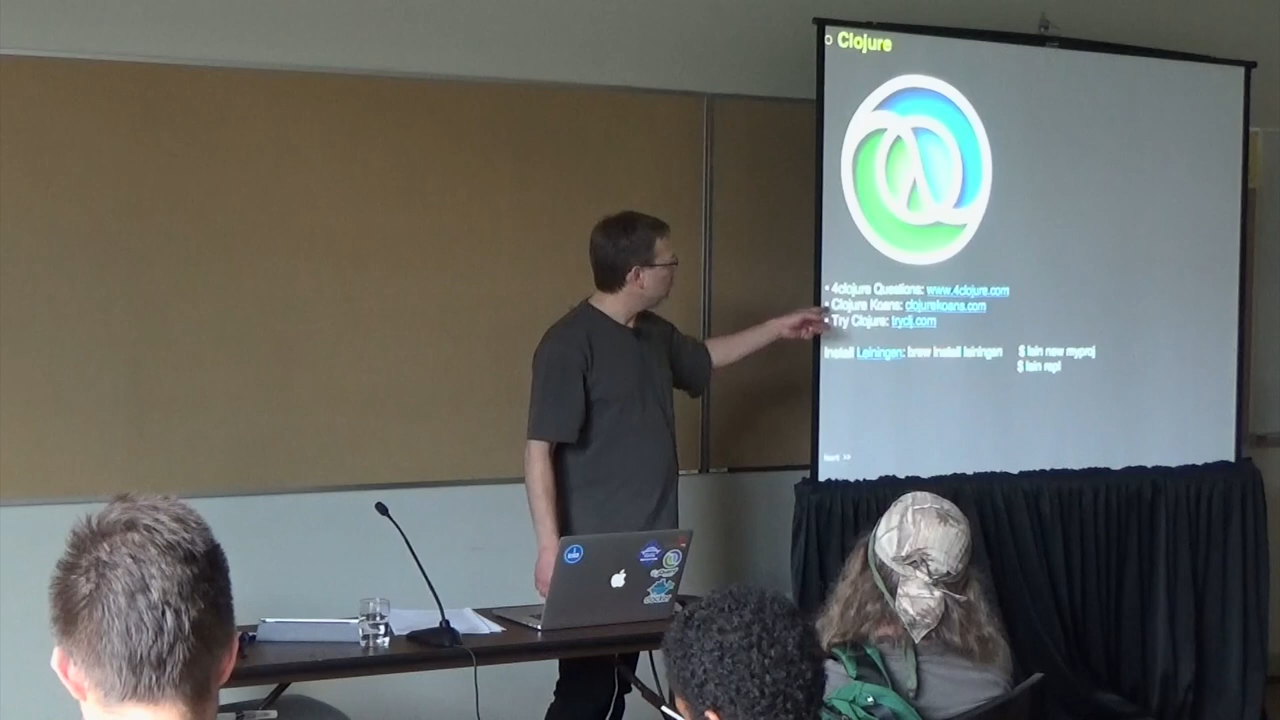 Clojure
• 4clojure Questions: www.4clojure.com
• Clojure Koans: clojurekoans.com
• Try Clojure: tryclj.com
Install Leiningen: brew install leiningen $ lein new myproj
$ lein repl
Next >>